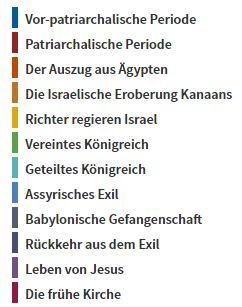 Vor-patriarchalische Periode
Patriarchalische Periode
Der Auszug aus Ägypten
Die Israelische Eroberung Kanaans
Richter regieren Israel
Vereintes Königreich
Geteiltes Königreich
Assyrisches Exil
Babylonische Gefangenschaft
Rückkehr aus dem Exil
Leben von Jesus
Die frühe Kirche